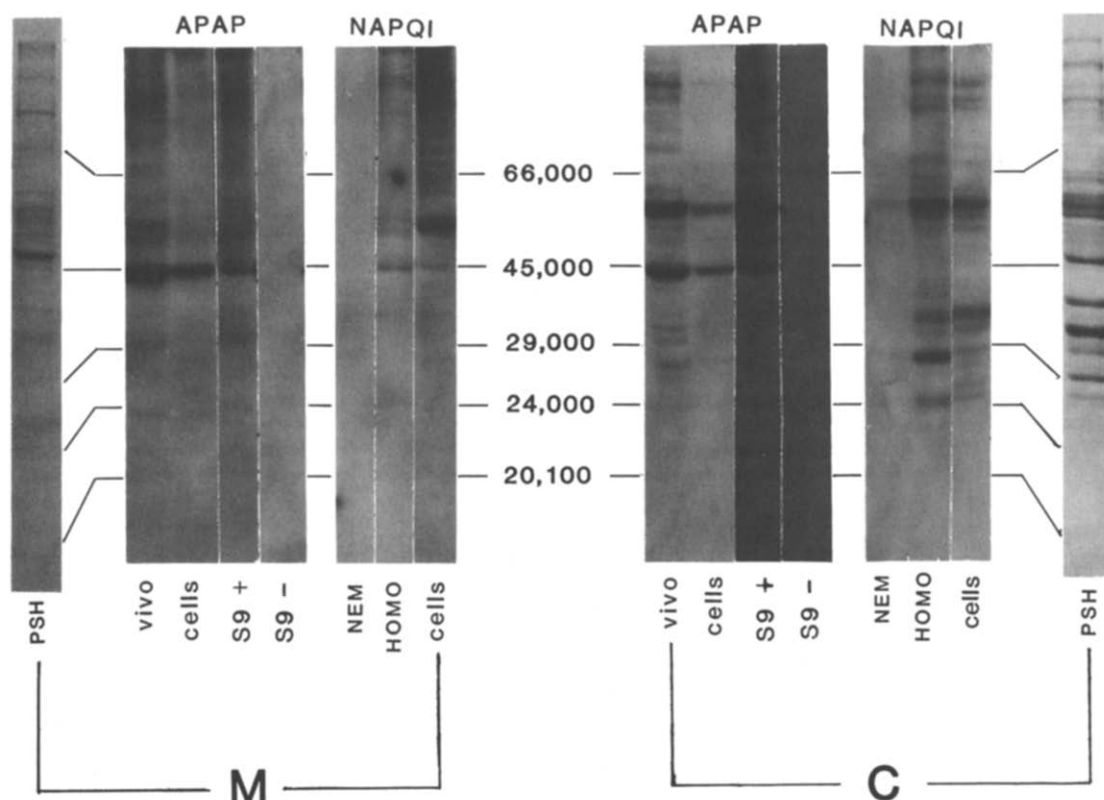 APAP NAPQI APAP NAPQI
66,000
45,000
29,000
24,000
20,100
PSH vivo cells S9 + S9 - NEM HOMO cells vivo cells S9 + S9 - NEM HOMO cells PSH
M C